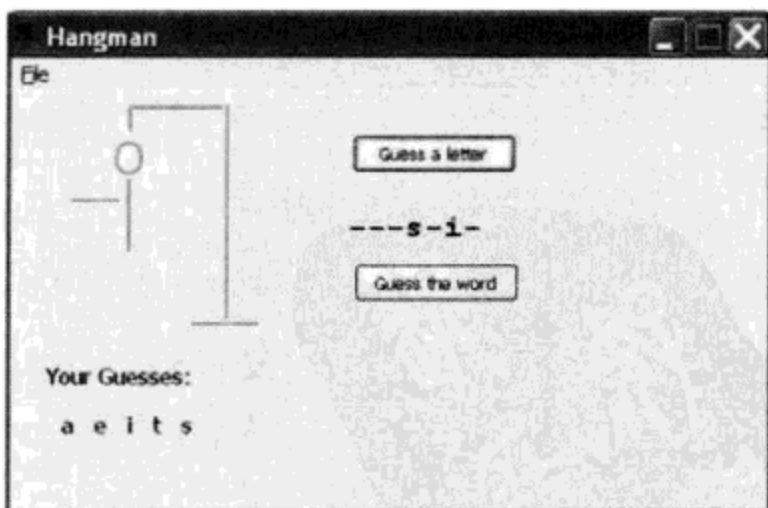 Hangman
File
Guess a letter
---s-i-
Guess the word
Your Guesses:
a e i t s